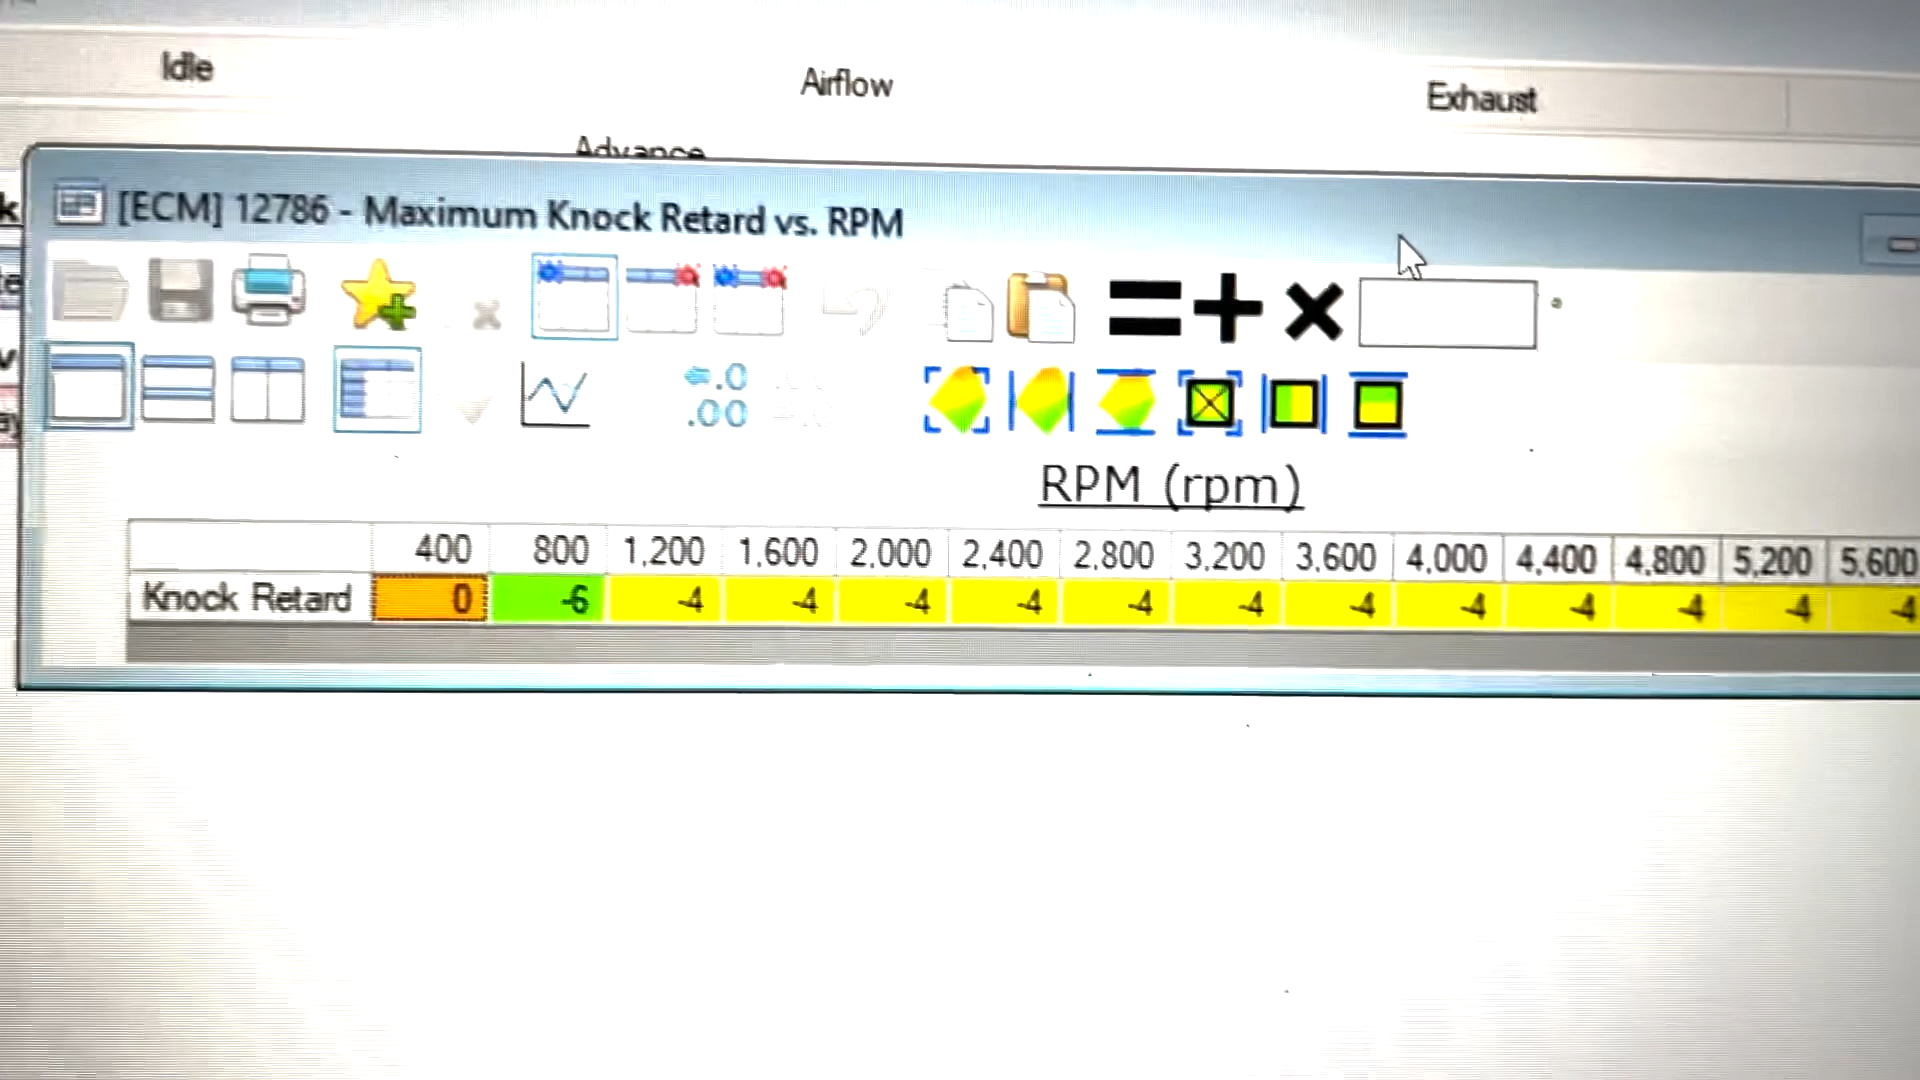 Idle Airflow Exhaust
Advance
[ECM] 12786 - Maximum Knock Retard vs. RPM
RPM (rpm)
400 800 1,200 1,600 2,000 2,400 2,800 3,200 3,600 4,000 4,400 4,800 5,200 5,600
Knock Retard 0 -6 -4 -4 -4 -4 -4 -4 -4 -4 -4 -4 -4 -4